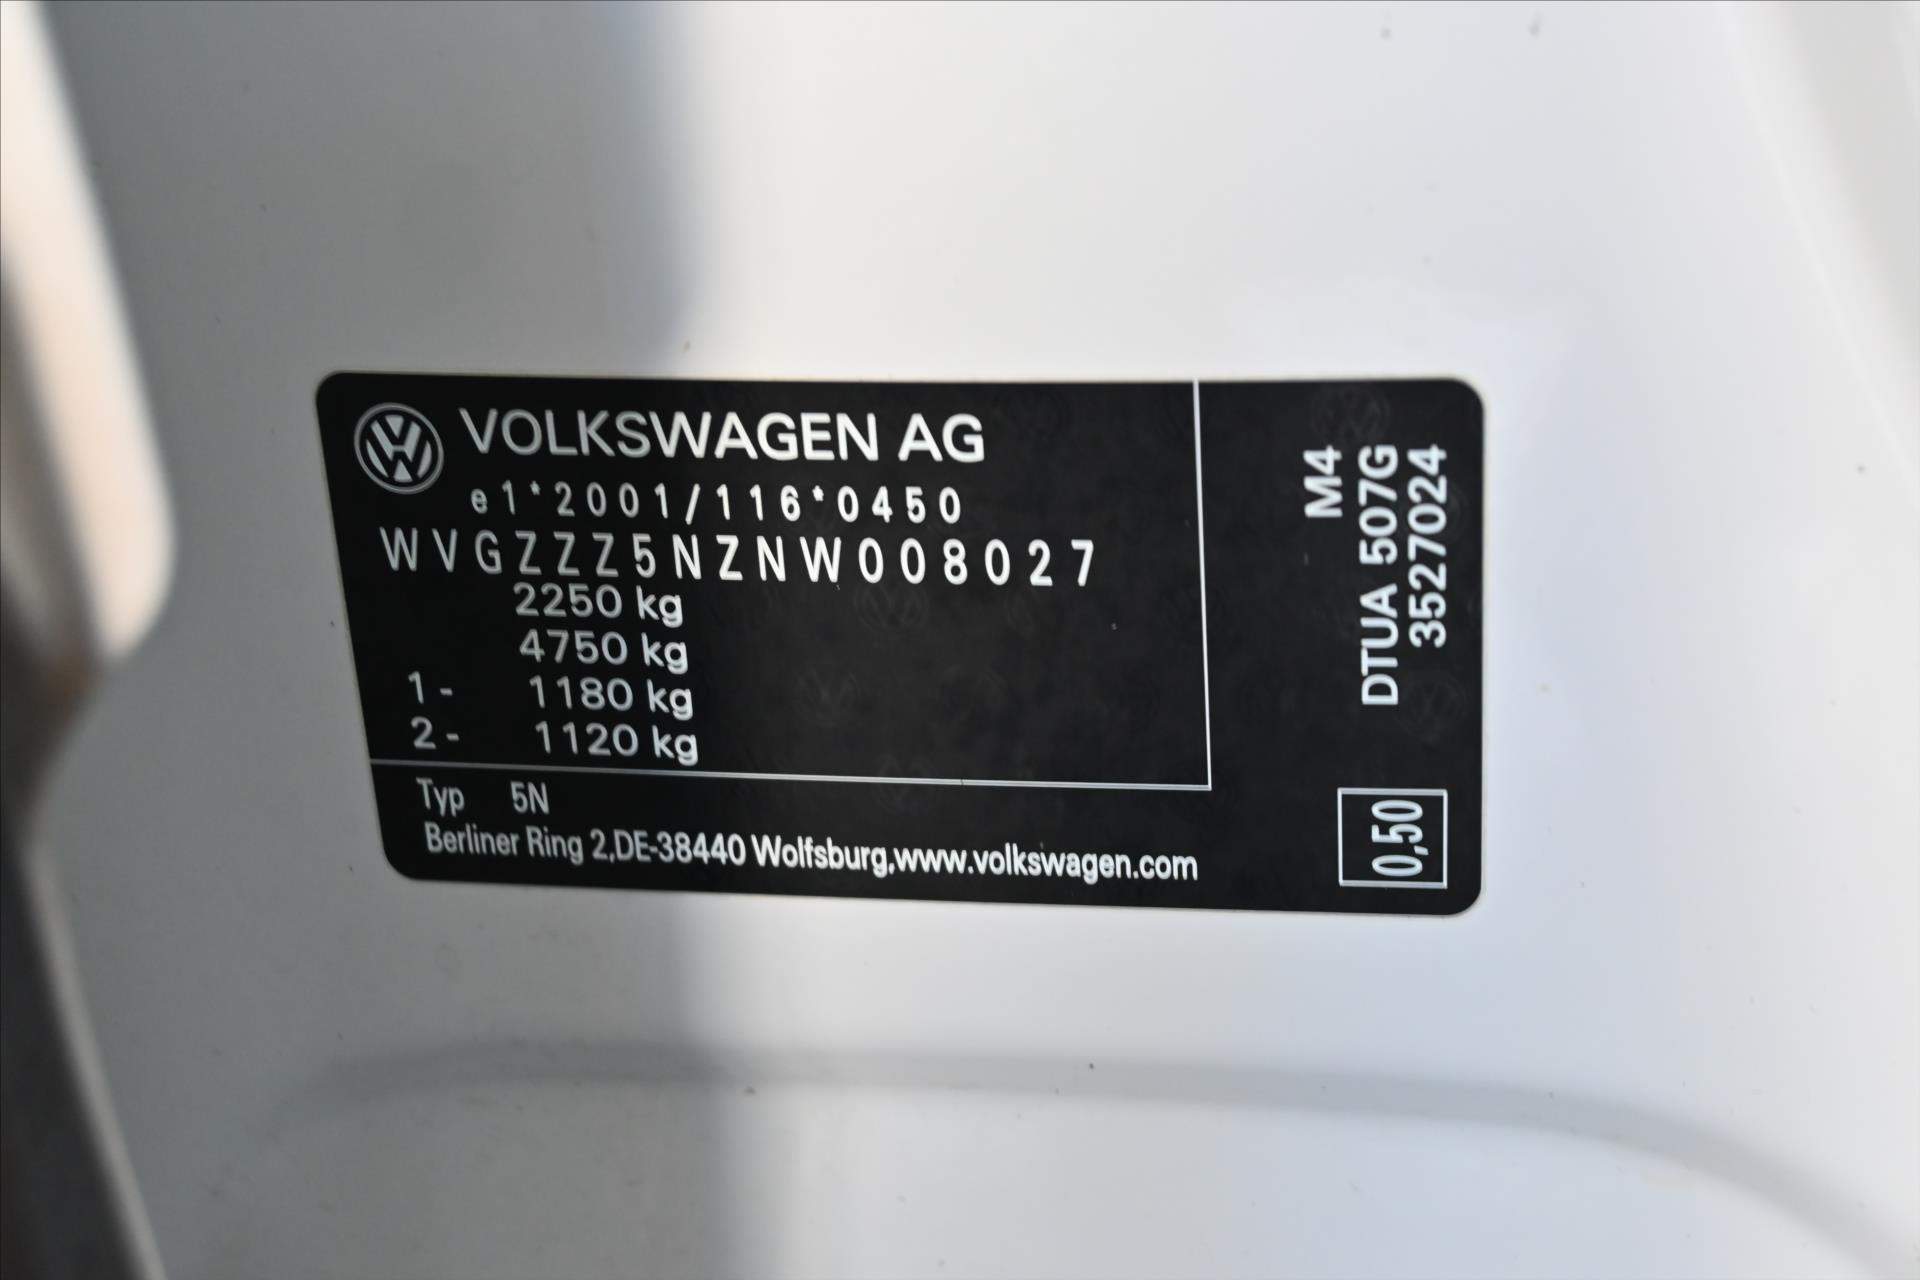 VOLKSWAGEN AG
e1*2001/116*0450
WVGZZZ5NZNW008027
2250 kg
4750 kg
1- 1180 kg
2- 1120 kg
Typ 5N
Berliner Ring 2,DE-38440 Wolfsburg,www.volkswagen.com
M4
DTUA 507G
3527024
0,50